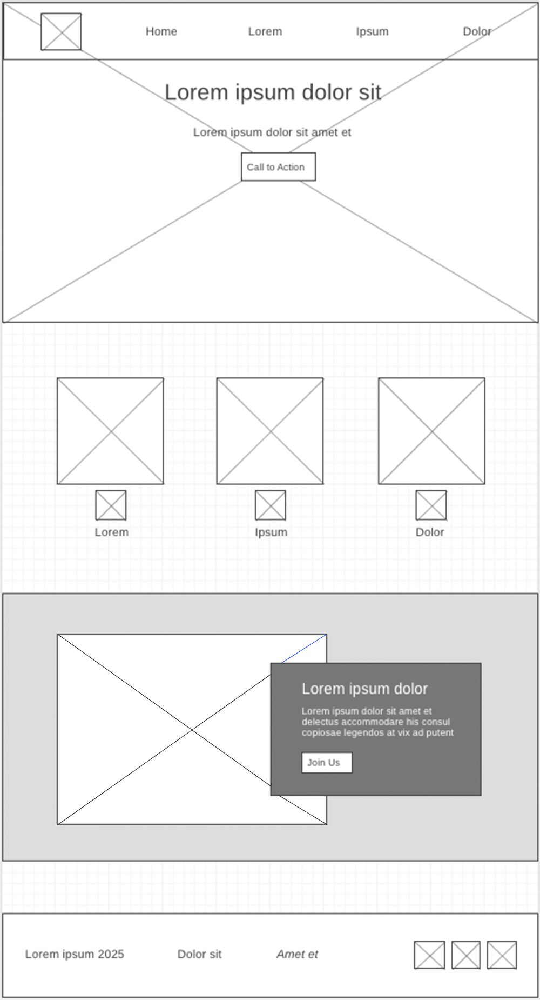 Home
Lorem
Ipsum
Dolor
Lorem ipsum dolor sit
Lorem ipsum dolor sit amet et
Call to Action
Lorem
Ipsum
Dolor
Lorem ipsum dolor
Lorem ipsum dolor sit amet et
delectus accommodare his consul
copiosae legendos at vix ad putent
Join Us
Lorem ipsum 2025
Dolor sit
Amet et